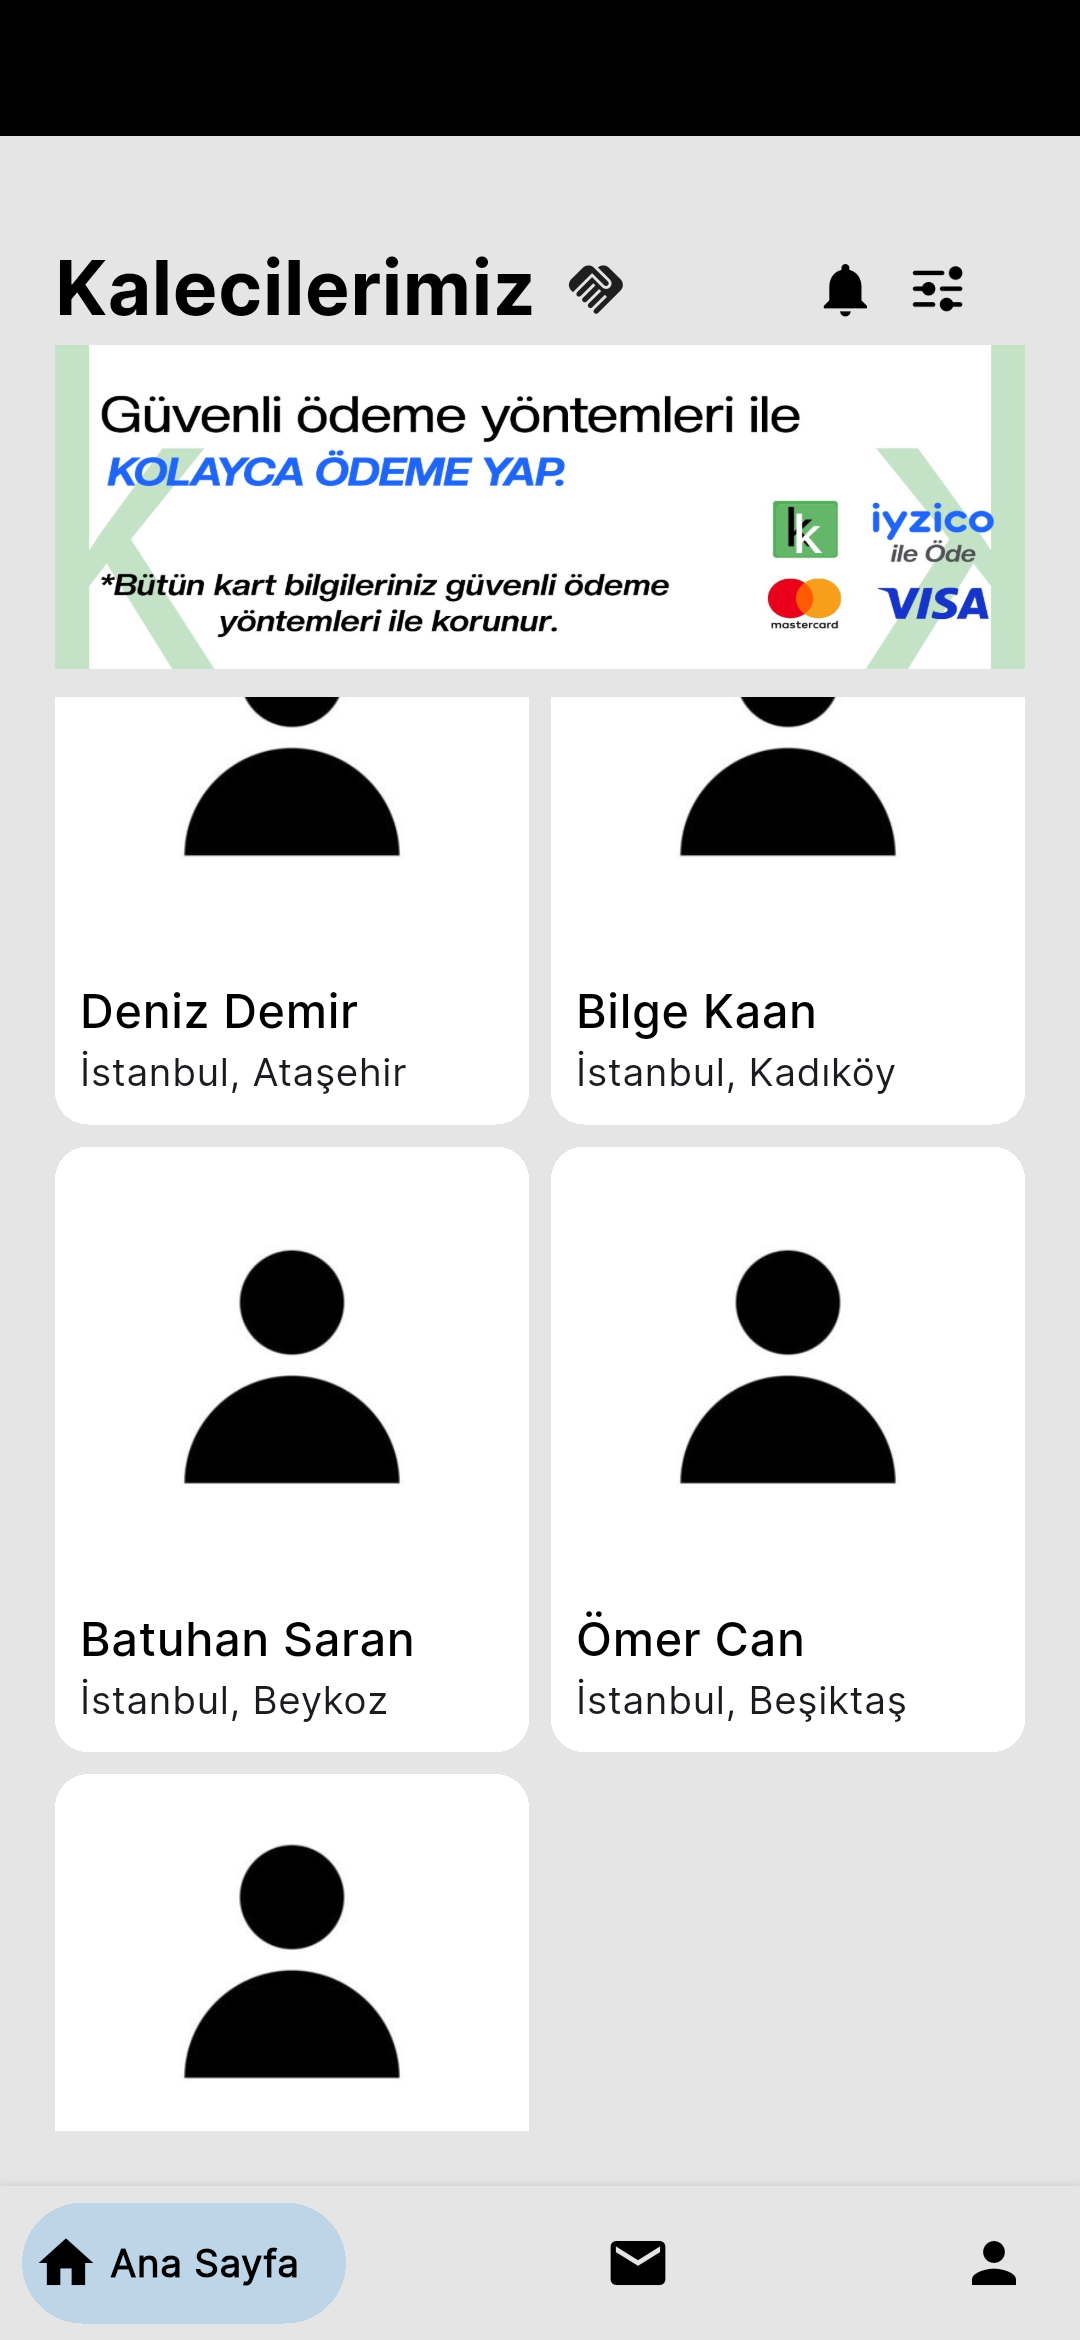 Kalecilerimiz
Güvenli ödeme yöntemleri ile
KOLAYCA ÖDEME YAP.
*Bütün kart bilgileriniz güvenli ödeme
yöntemleri ile korunur.
kk
iyzico
ile Öde
mastercard
VISA
Deniz Demir
İstanbul, Ataşehir
Bilge Kaan
İstanbul, Kadıköy
Batuhan Saran
İstanbul, Beykoz
Ömer Can
İstanbul, Beşiktaş
Ana Sayfa